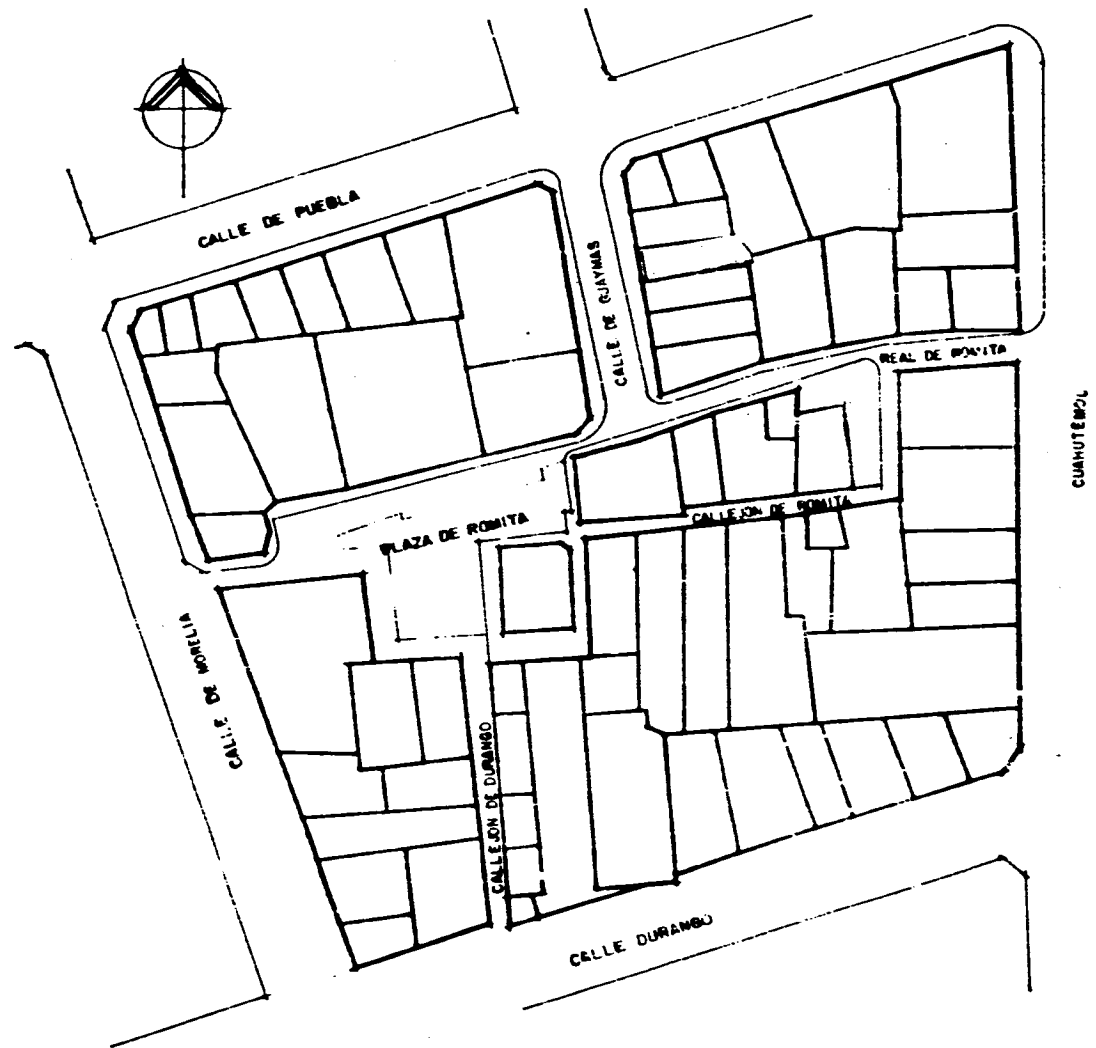 CALLE DE PUEBLA
CALLE DE GUAYMAS
REAL DE ROMITA
CUAHUTEMOC
CALLEJON DE ROMITA
PLAZA DE ROMITA
CALLE DE MORELIA
CALLEJON DE DURANGO
CALLE DURANGO